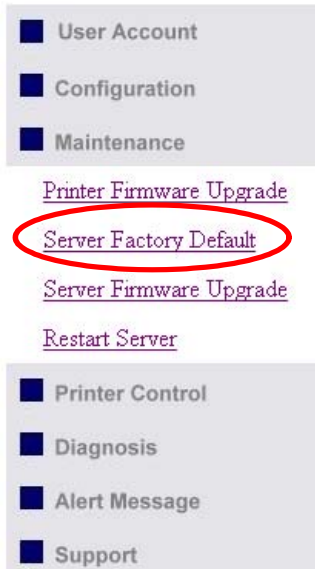 User Account
Configuration
Maintenance
Printer Firmware Upgrade
Server Factory Default
Server Firmware Upgrade
Restart Server
Printer Control
Diagnosis
Alert Message
Support